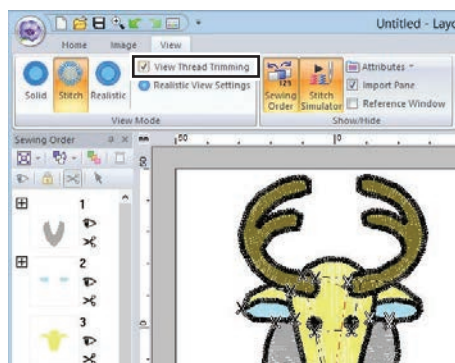 Untitled - Layo
Home Image View
View Thread Trimming
Realistic View Settings
Solid Stitch Realistic
View Mode
Sewing Order
Stitch Simulator
Attributes
Import Pane
Reference Window
Show/Hide
Sewing Order
1
2
3